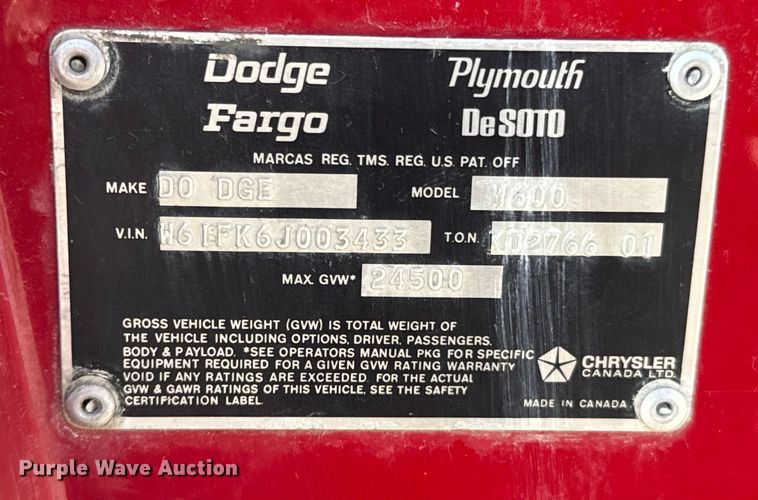 Dodge Plymouth
Fargo DeSOTO
MARCAS REG. TMS. REG. U.S. PAT. OFF
MAKE DO DGE MODEL W600
V.I.N. W61FK6J003433 T.O.N. KD2766 01
MAX. GVW* 24500
GROSS VEHICLE WEIGHT (GVW) IS TOTAL WEIGHT OF
THE VEHICLE INCLUDING OPTIONS, DRIVER, PASSENGERS,
BODY & PAYLOAD. *SEE OPERATORS MANUAL PKG FOR SPECIFIC
EQUIPMENT REQUIRED FOR A GIVEN GVW RATING WARRANTY
VOID IF ANY RATINGS ARE EXCEEDED. FOR THE ACTUAL
GVW & GAWR RATINGS OF THIS VEHICLE, SEE THE SAFETY
CERTIFICATION LABEL.
CHRYSLER
CANADA LTD.
MADE IN CANADA
Purple Wave Auction